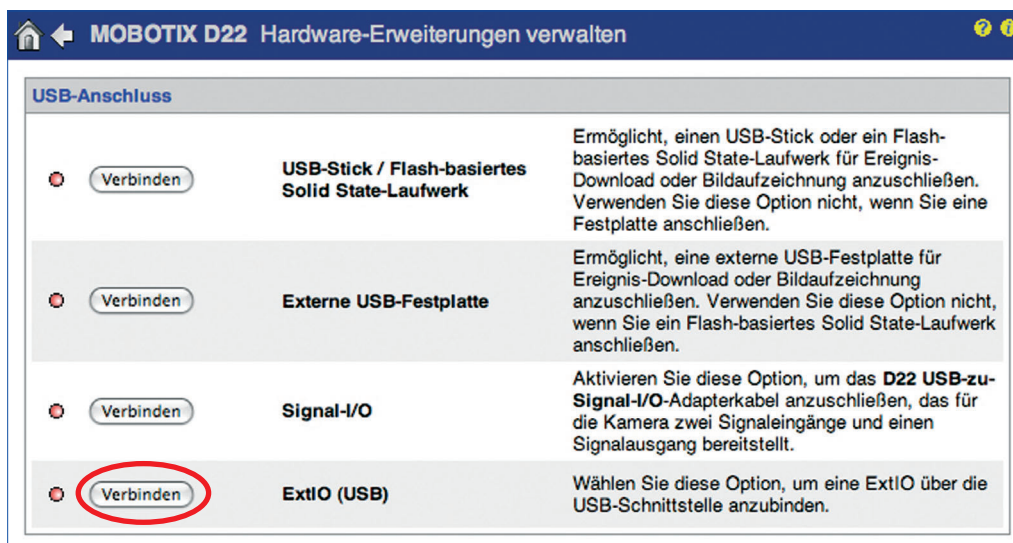 MOBOTIX D22 Hardware-Erweiterungen verwalten
USB-Anschluss
Verbinden
USB-Stick / Flash-basiertes
Solid State-Laufwerk
Ermöglicht, einen USB-Stick oder ein Flash-
basiertes Solid State-Laufwerk für Ereignis-
Download oder Bildaufzeichnung anzuschließen.
Verwenden Sie diese Option nicht, wenn Sie eine
Festplatte anschließen.
Verbinden
Externe USB-Festplatte
Ermöglicht, eine externe USB-Festplatte für
Ereignis-Download oder Bildaufzeichnung
anzuschließen. Verwenden Sie diese Option nicht,
wenn Sie ein Flash-basiertes Solid State-Laufwerk
anschließen.
Verbinden
Signal-I/O
Aktivieren Sie diese Option, um das D22 USB-zu-
Signal-I/O-Adapterkabel anzuschließen, das für
die Kamera zwei Signaleingänge und einen
Signalausgang bereitstellt.
Verbinden
ExtIO (USB)
Wählen Sie diese Option, um eine ExtIO über die
USB-Schnittstelle anzubinden.